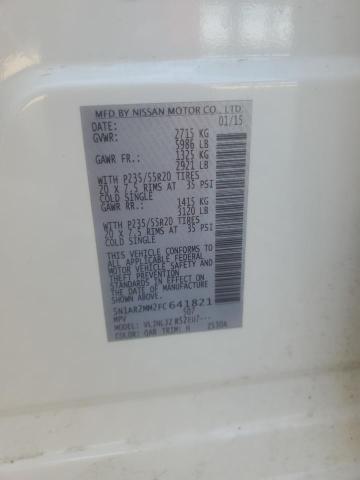 MFD BY NISSAN MOTOR CO., LTD.
DATE: 01/15
GVWR: 2715 KG
5986 LB
GAWR FR.: 1325 KG
2921 LB
WITH P235/55R20 TIRES
20 X 7.5 RIMS AT 35 PSI
COLD SINGLE
GAWR RR.: 1415 KG
3120 LB
WITH P235/55R20 TIRES
20 X 7.5 RIMS AT 35 PSI
COLD SINGLE
THIS VEHICLE CONFORMS
TO ALL APPLICABLE FEDERAL
MOTOR VEHICLE SAFETY AND
THEFT PREVENTION
STANDARDS IN EFFECT
ON THE DATE OF
MANUFACTURE SHOWN ABOVE.
5N1AR2MM2FC641821
MPV 507
MODEL:
COLOR: QAB TRIM: H 2530A